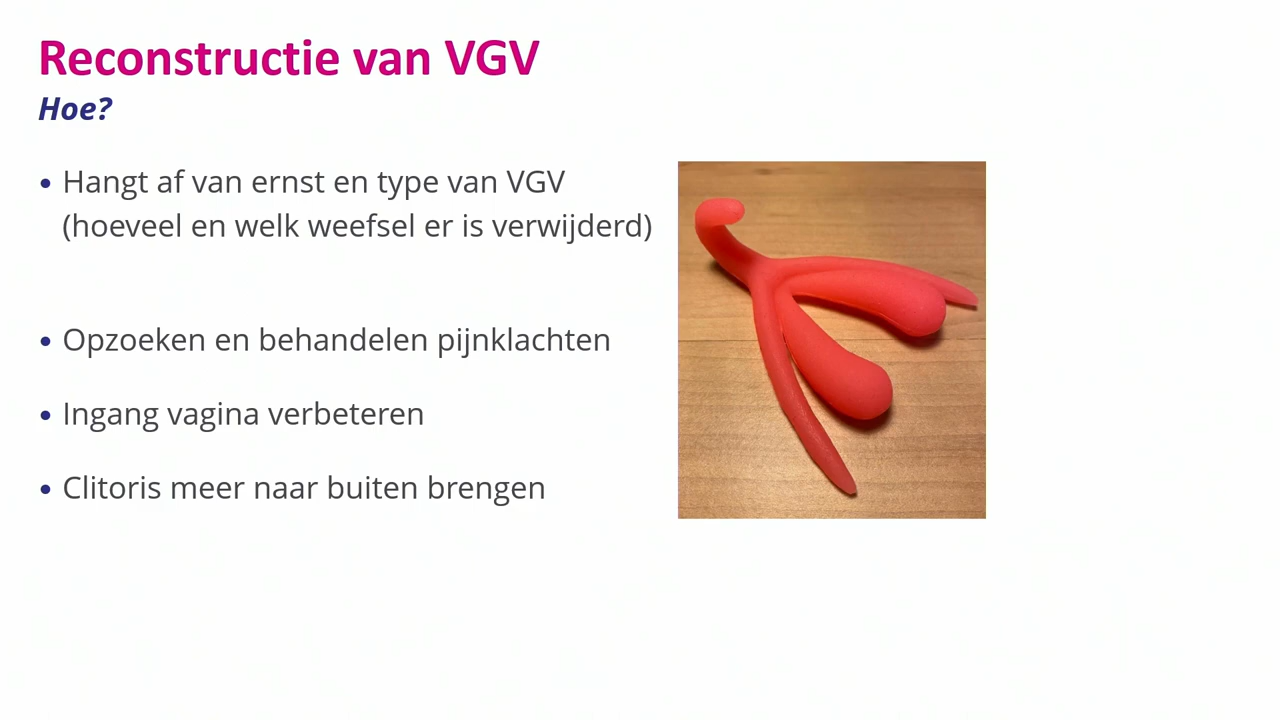 Reconstructie van VGV
Hoe?
• Hangt af van ernst en type van VGV
(hoeveel en welk weefsel er is verwijderd)
• Opzoeken en behandelen pijnklachten
• Ingang vagina verbeteren
• Clitoris meer naar buiten brengen